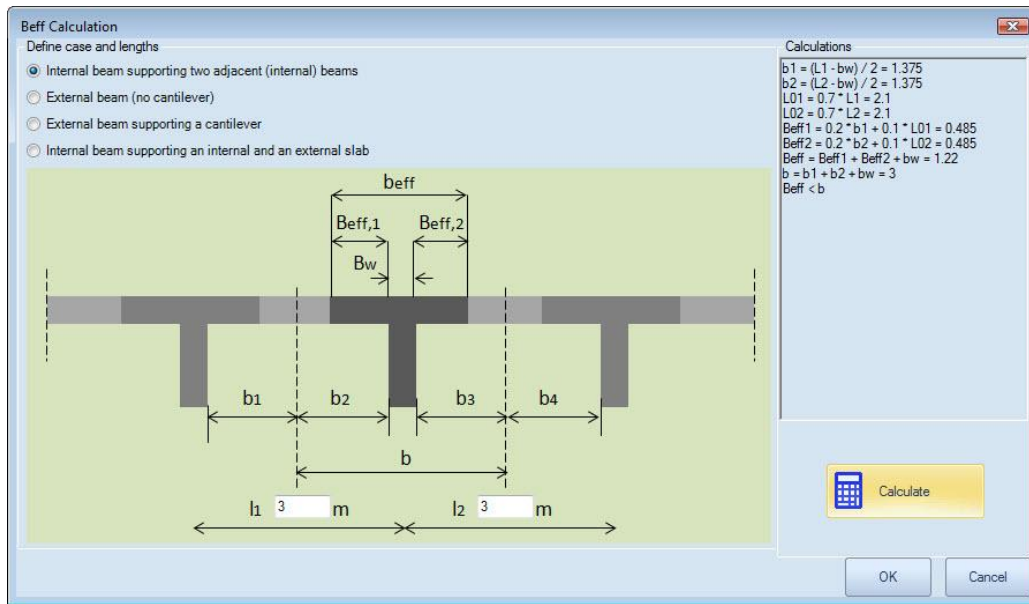 Beff Calculation
Define case and lengths
Internal beam supporting two adjacent (internal) beams
External beam (no cantilever)
External beam supporting a cantilever
Internal beam supporting an internal and an external slab
beff
Beff,1
Beff,2
Bw
b1
b2
b3
b4
b
l1 3 m
l2 3 m
Calculations
b1 = (L1 - bw) / 2 = 1.375
b2 = (L2 - bw) / 2 = 1.375
L01 = 0.7 * L1 = 2.1
L02 = 0.7 * L2 = 2.1
Beff1 = 0.2 * b1 + 0.1 * L01 = 0.485
Beff2 = 0.2 * b2 + 0.1 * L02 = 0.485
Beff = Beff1 + Beff2 + bw = 1.22
b = b1 + b2 + bw = 3
Beff < b
Calculate
OK
Cancel